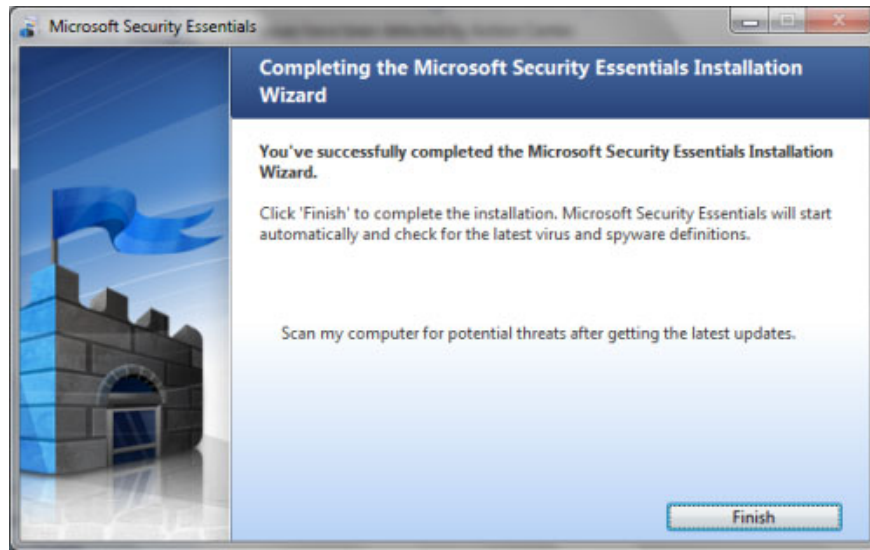 Microsoft Security Essentials
Completing the Microsoft Security Essentials Installation
Wizard
You've successfully completed the Microsoft Security Essentials Installation
Wizard.
Click 'Finish' to complete the installation. Microsoft Security Essentials will start
automatically and check for the latest virus and spyware definitions.
Scan my computer for potential threats after getting the latest updates.
Finish